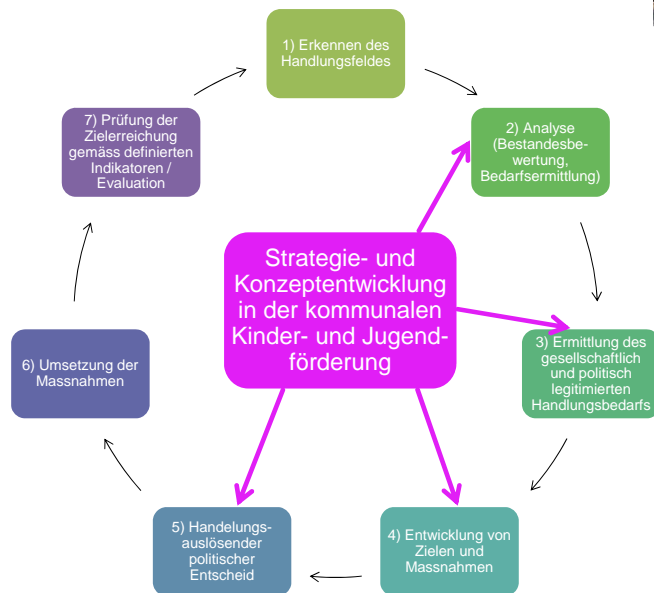 1) Erkennen des
Handlungsfeldes
2) Analyse
(Bestandesbe-
wertung,
Bedarfsermittlung)
3) Ermittlung des
gesellschaftlich
und politisch
legitimierten
Handlungsbedarfs
4) Entwicklung von
Zielen und
Massnahmen
5) Handelungs-
auslösender
politischer
Entscheid
6) Umsetzung der
Massnahmen
7) Prüfung der
Zielerreichung
gemäss definierten
Indikatoren /
Evaluation
Strategie- und
Konzeptentwicklung
in der kommunalen
Kinder- und Jugend-
förderung